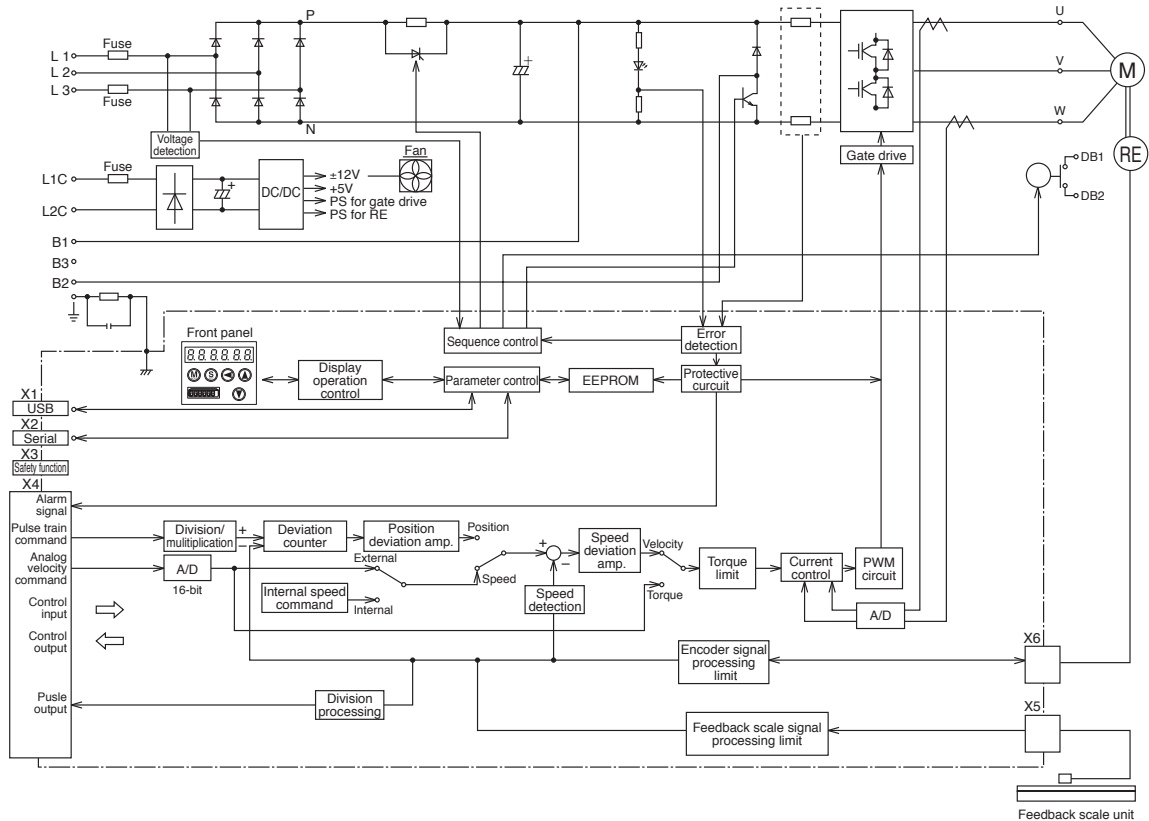 P
U
Fuse
L 1
L 2
V
M
L 3
Fuse
N
W
Voltage
detection
Gate drive
RE
Fan
Fuse
±12V
DB1
L1C
DC/DC
+5V
PS for gate drive
DB2
L2C
PS for RE
B1
B3
B2
Front panel
Sequence control
Error
detection
888888
M S
Display
operation
control
Parameter control
EEPROM
Protective
curcuit
X1
USB
X2
Serial
X3
Safety function
X4
Alarm
signal
Pulse train
command
Division/
mulitiplication
+
−
Deviation
counter
Position
deviation amp.
Position
Speed
deviation
amp.
+
−
Velocity
Analog
velocity
command
A/D
16-bit
External
Speed
Torque
limit
Current
control
PWM
circuit
Internal speed
command
Internal
Speed
detection
Torque
A/D
Control
input
Control
output
Encoder signal
processing
limit
X6
Pusle
output
Division
processing
X5
Feedback scale signal
processing limit
Feedback scale unit